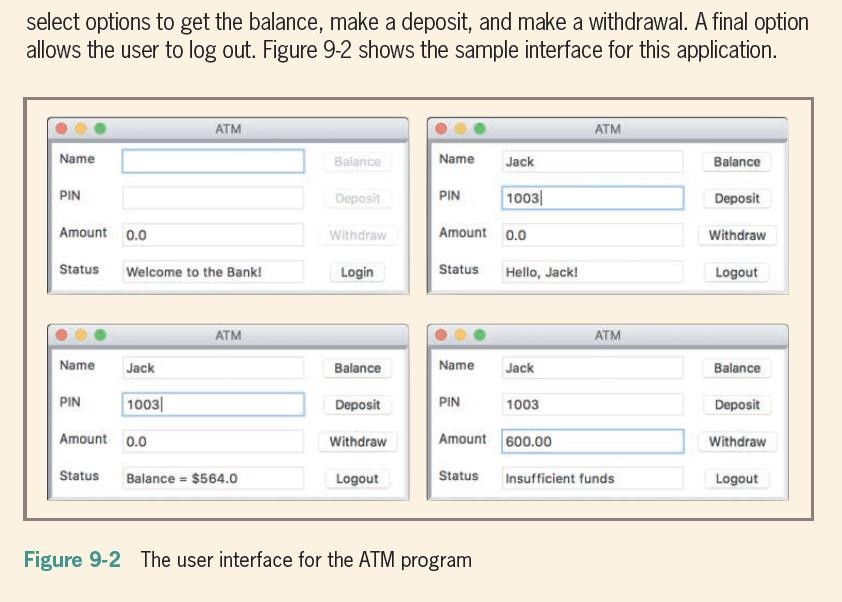 select options to get the balance, make a deposit, and make a withdrawal. A final option
allows the user to log out. Figure 9-2 shows the sample interface for this application.
ATM
Name Balance
PIN Deposit
Amount 0.0 Withdraw
Status Welcome to the Bank! Login
ATM
Name Jack Balance
PIN 1003 Deposit
Amount 0.0 Withdraw
Status Hello, Jack! Logout
ATM
Name Jack Balance
PIN 1003 Deposit
Amount 0.0 Withdraw
Status Balance = $564.0 Logout
ATM
Name Jack Balance
PIN 1003 Deposit
Amount 600.00 Withdraw
Status Insufficient funds Logout
Figure 9-2 The user interface for the ATM program